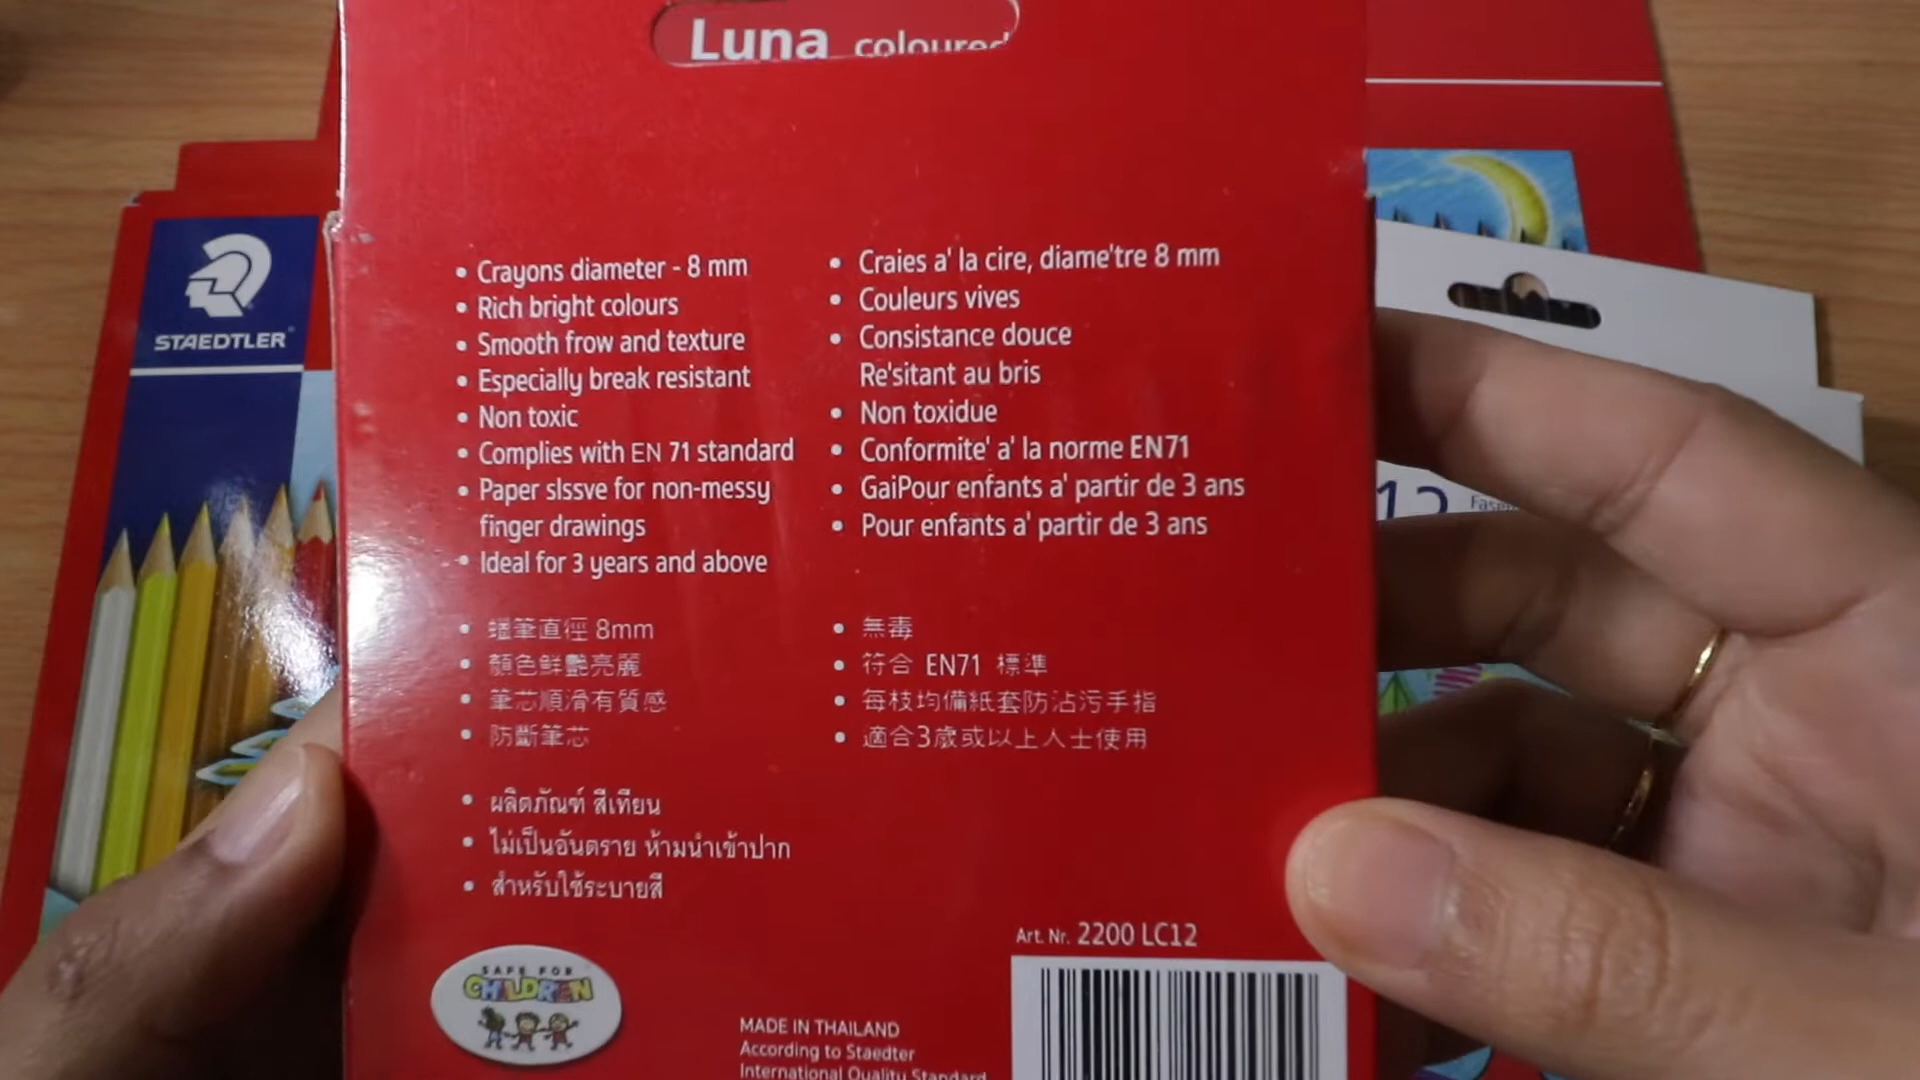 Luna coloured
STAEDTLER
• Crayons diameter - 8 mm
• Rich bright colours
• Smooth frow and texture
• Especially break resistant
• Non toxic
• Complies with EN 71 standard
• Paper slssve for non-messy
finger drawings
• Ideal for 3 years and above
• Craies a' la cire, diame'tre 8 mm
• Couleurs vives
• Consistance douce
Re'sitant au bris
• Non toxidue
• Conformite' a' la norme EN71
• GaiPour enfants a' partir de 3 ans
• Pour enfants a' partir de 3 ans
• 蠟筆直徑 8mm
• 顏色鮮艷亮麗
• 筆芯順滑有質感
• 防斷筆芯
• 無毒
• 符合 EN71 標準
• 每枝均備紙套防沾污手指
• 適合3歲或以上人士使用
• ผลิตภัณฑ์ สีเทียน
• ไม่เป็นอันตราย ห้ามนำเข้าปาก
• สำหรับใช้ระบายสี
SAFE FOR
CHILDREN
Art. Nr. 2200 LC12
MADE IN THAILAND
According to Staedter
International Quality Standard
12